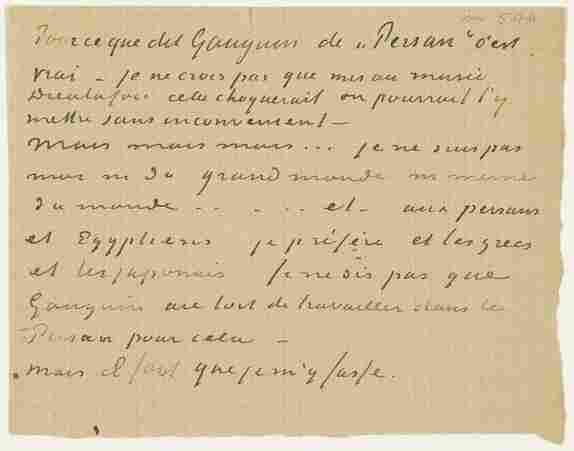 Pour ce que dit Gauguin de „Persan" c'est
vrai – je ne crois pas que mis au musée
Dieulafoi cela choquerait on pourrait l'y
mettre sans inconvenient –
Mais mais mais... je ne suis pas
moi ni du grand monde ni meme
du monde . . . . . et – aux persans
et Egyptiens je préfère et les grecs
et les japonais Je ne dis pas que
Gauguin aie tort de travailler dans le
Persan pour cela –
mais il faut que je m'y fasse.